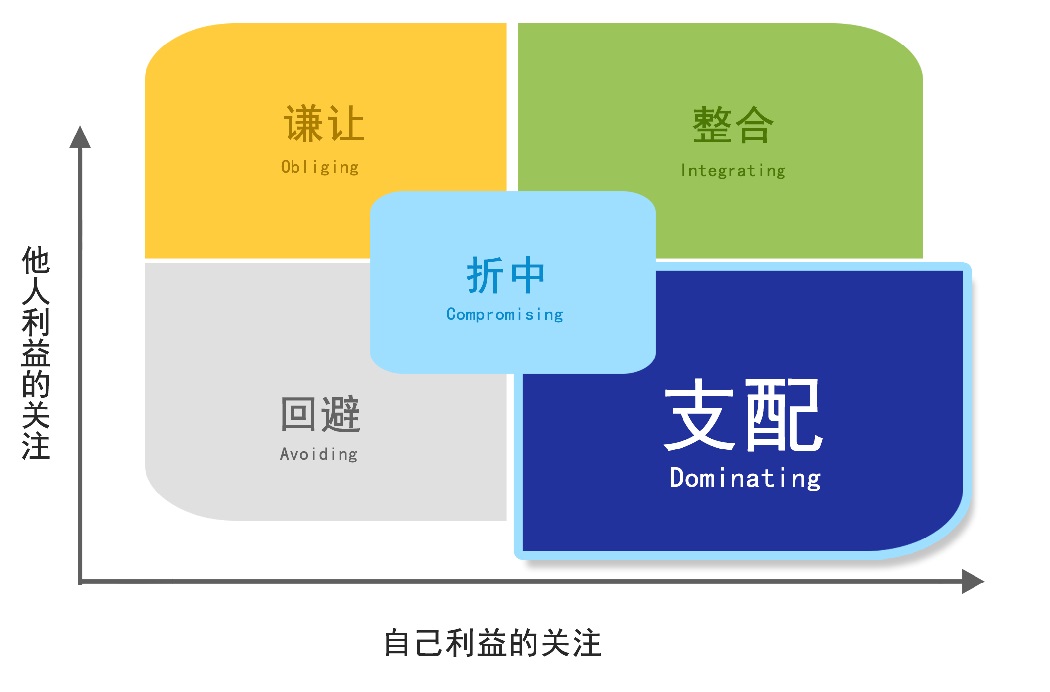 谦让
Obliging
整合
Integrating
折中
Compromising
回避
Avoiding
支配
Dominating
他人利益的关注
自己利益的关注